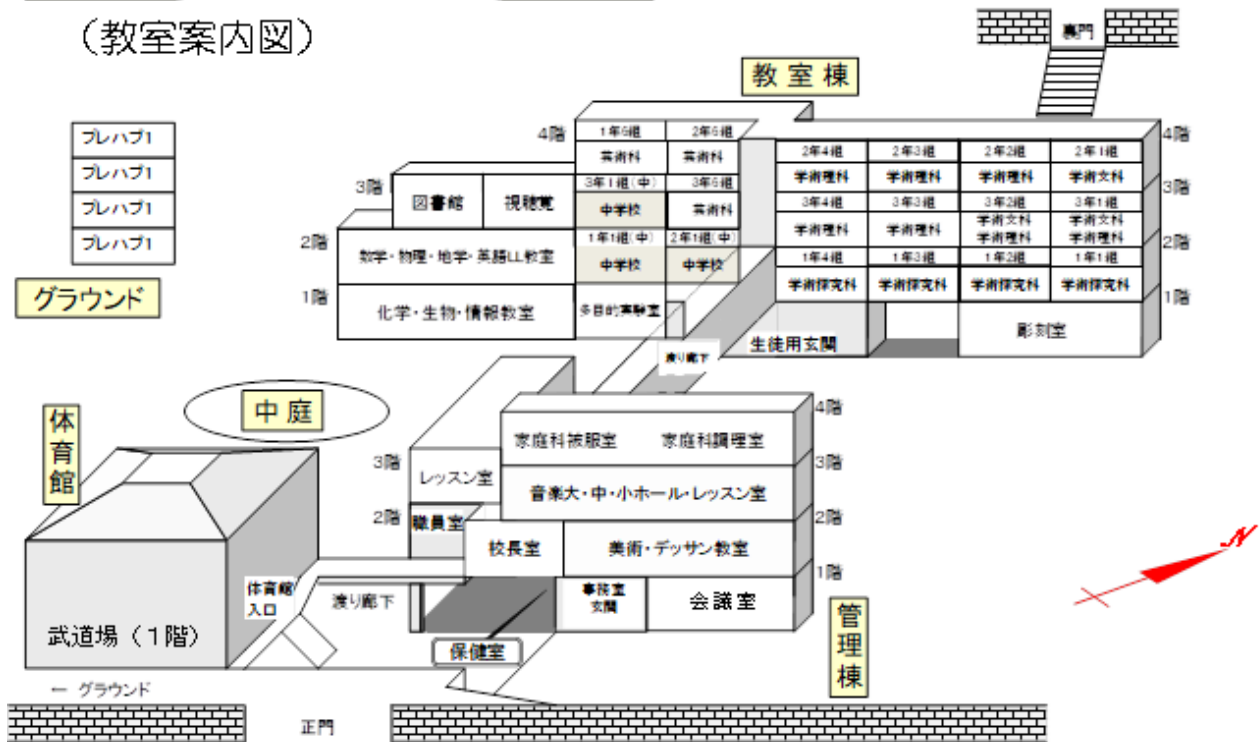 (教室案内図)
裏門
教室棟
プレハブ1
プレハブ1
プレハブ1
プレハブ1
グラウンド
4階
1年6組
2年6組
芸術科
芸術科
3階
図書館
視聴覚
3年1組(中)
3年6組
中学校
芸術科
2階
数学・物理・地学・英語LL教室
1年1組(中)
2年1組(中)
中学校
中学校
1階
化学・生物・情報教室
多目的実験室
4階
2年4組
2年3組
2年2組
2年1組
学術理科
学術理科
学術理科
学術文科
3階
3年4組
3年3組
3年2組
3年1組
学術理科
学術理科
学術文科
学術理科
学術文科
学術理科
2階
1年4組
1年3組
1年2組
1年1組
学術探究科
学術探究科
学術探究科
学術探究科
1階
生徒用玄関
彫刻室
渡り廊下
中庭
体育館
4階
家庭科被服室
家庭科調理室
3階
3階
レッスン室
音楽大・中・小ホール・レッスン室
2階
2階
職員室
校長室
美術・デッサン教室
1階
体育館
入口
渡り廊下
事務室
玄関
会議室
武道場(1階)
保健室
管理棟
N
← グラウンド
正門